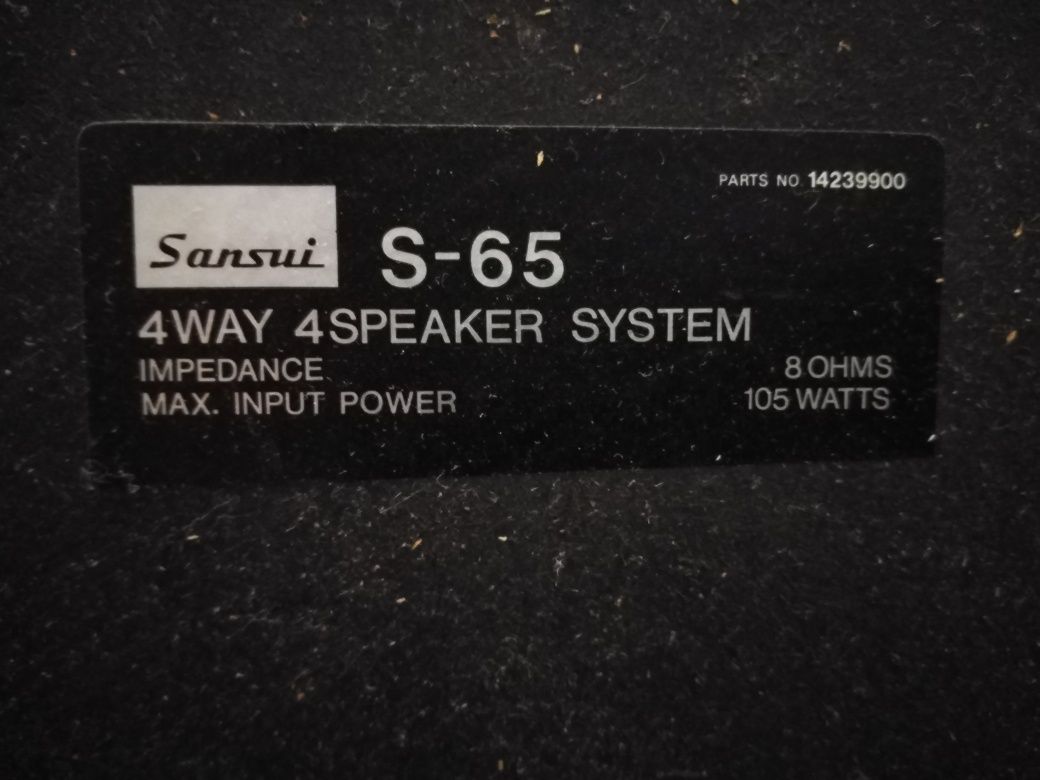 PARTS NO. 14239900
Sansui S-65
4WAY 4SPEAKER SYSTEM
IMPEDANCE 8 OHMS
MAX. INPUT POWER 105 WATTS